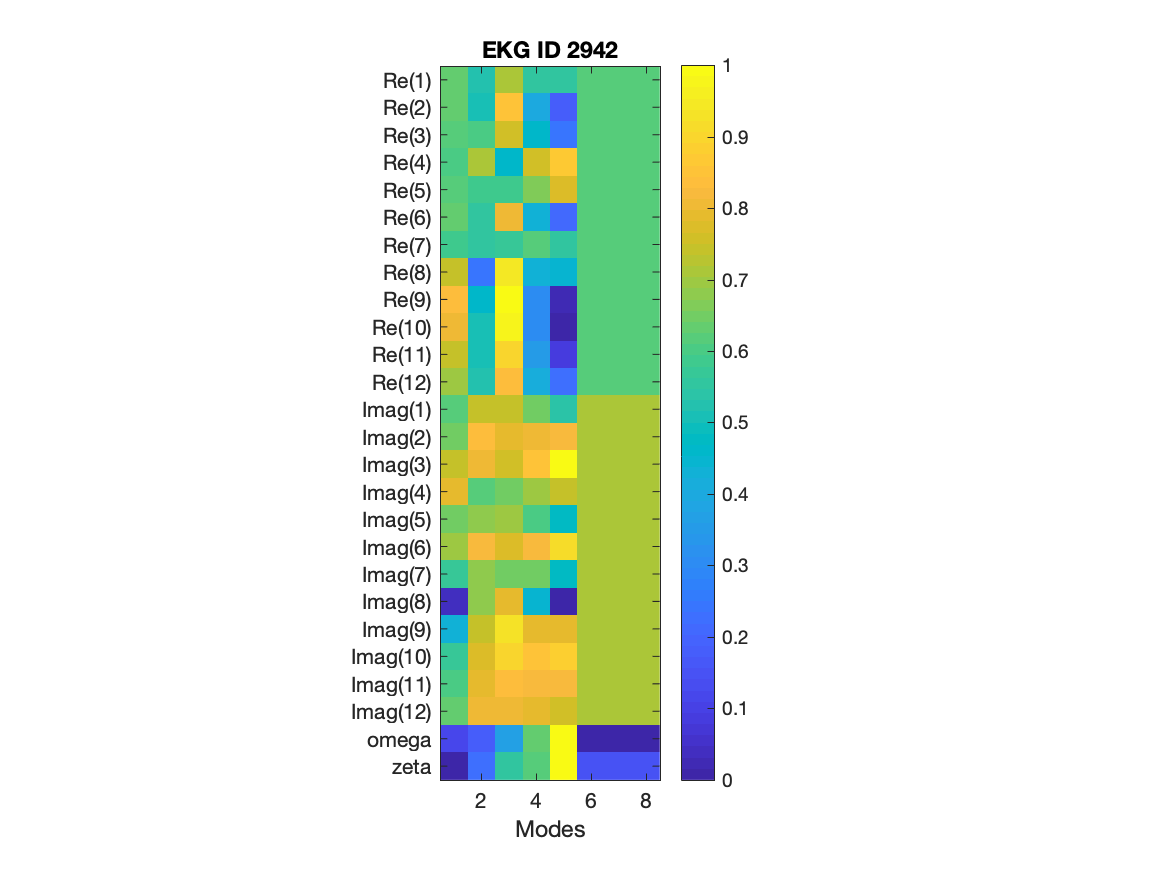 EKG ID 2942
Re(1)
Re(2)
Re(3)
Re(4)
Re(5)
Re(6)
Re(7)
Re(8)
Re(9)
Re(10)
Re(11)
Re(12)
Imag(1)
Imag(2)
Imag(3)
Imag(4)
Imag(5)
Imag(6)
Imag(7)
Imag(8)
Imag(9)
Imag(10)
Imag(11)
Imag(12)
omega
zeta
2 4 6 8
Modes
1
0.9
0.8
0.7
0.6
0.5
0.4
0.3
0.2
0.1
0